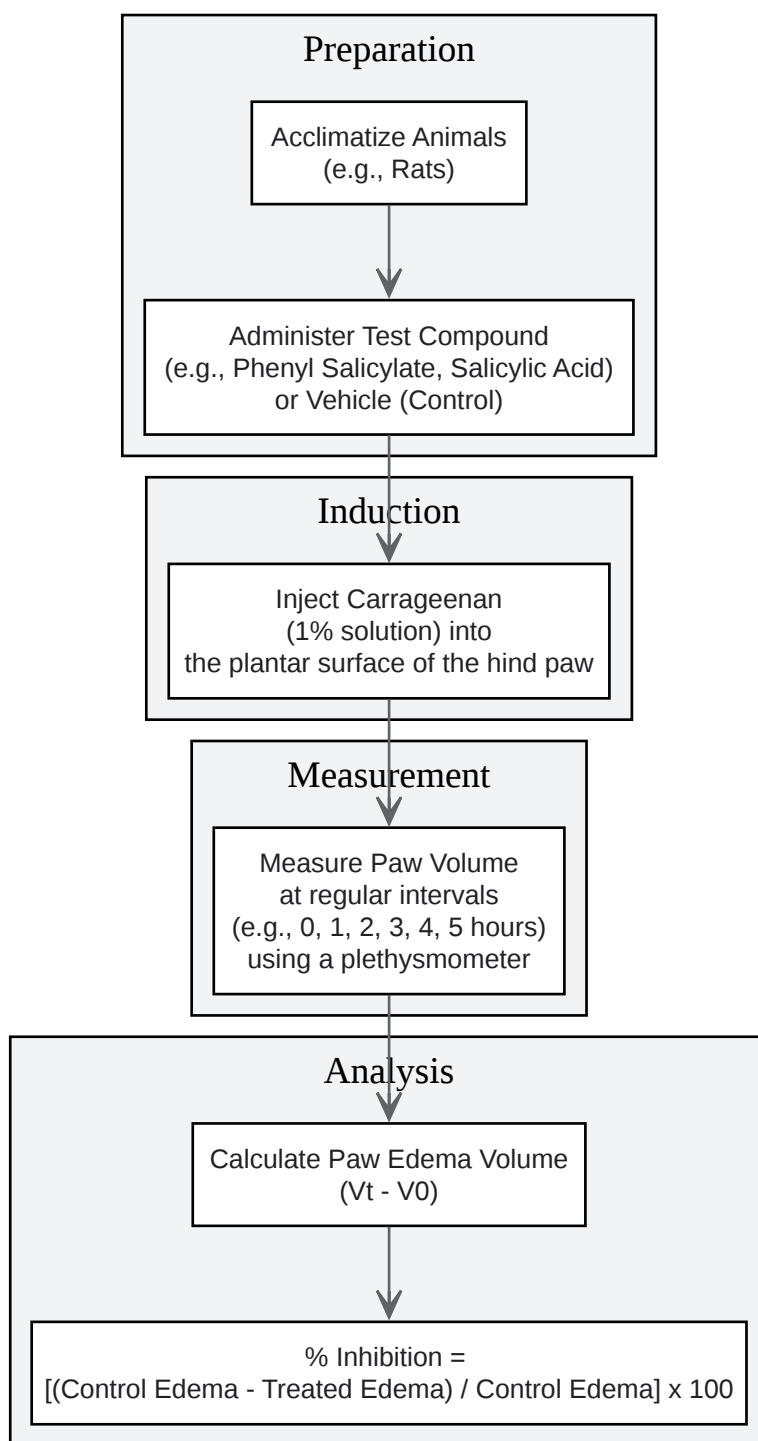 Preparation
Acclimatize Animals
(e.g., Rats)
Administer Test Compound
(e.g., Phenyl Salicylate, Salicylic Acid)
or Vehicle (Control)
Induction
Inject Carrageenan
(1% solution) into
the plantar surface of the hind paw
Measurement
Measure Paw Volume
at regular intervals
(e.g., 0, 1, 2, 3, 4, 5 hours)
using a plethysmometer
Analysis
Calculate Paw Edema Volume
(Vt - V0)
% Inhibition =
[(Control Edema - Treated Edema) / Control Edema] x 100